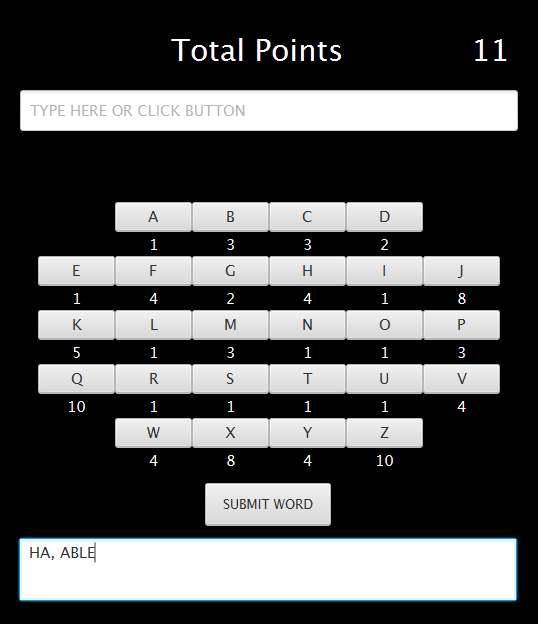 Total Points 11
TYPE HERE OR CLICK BUTTON
A B C D
1 3 3 2
E F G H I J
1 4 2 4 1 8
K L M N O P
5 1 3 1 1 3
Q R S T U V
10 1 1 1 1 4
W X Y Z
4 8 4 10
SUBMIT WORD
HA, ABLE